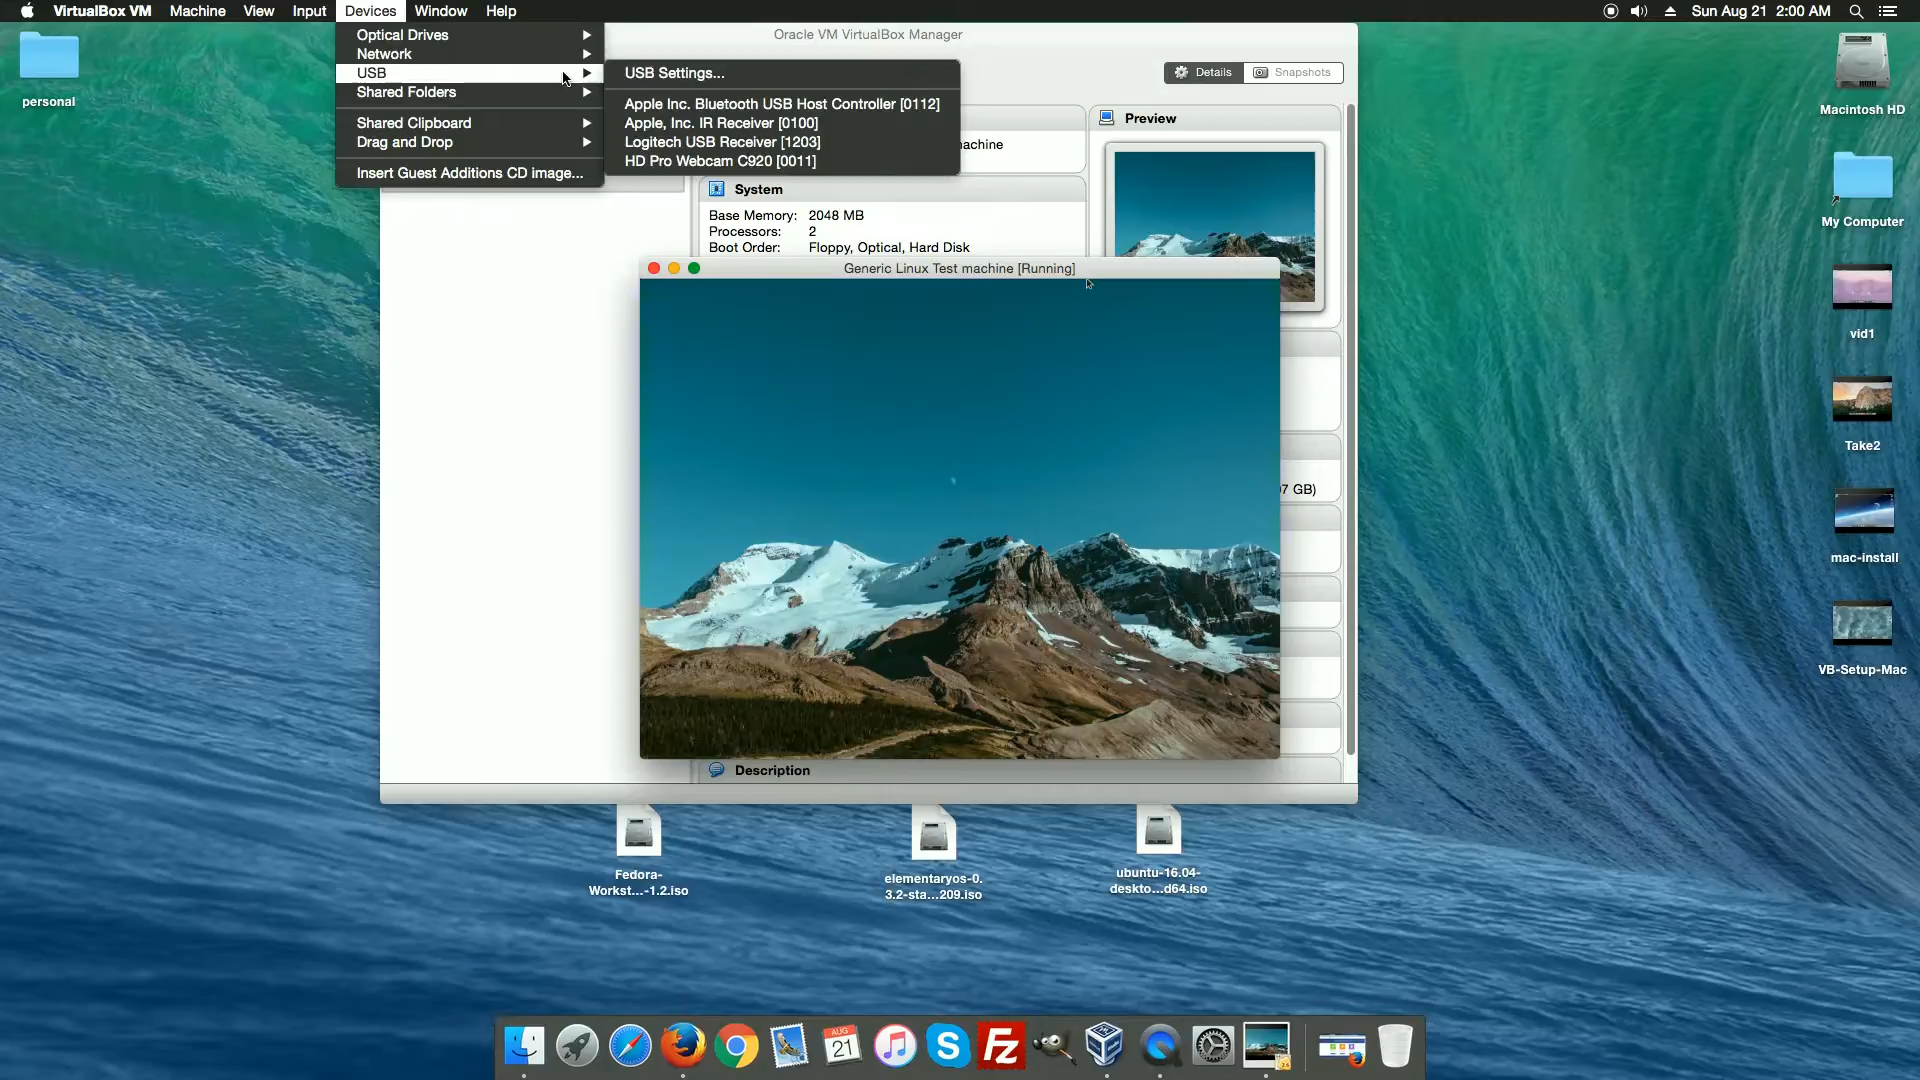 VirtualBox VM Machine View Input Devices Window Help
Sun Aug 21 2:00 AM
Optical Drives
Network
USB
Shared Folders
Shared Clipboard
Drag and Drop
Insert Guest Additions CD image...
USB Settings...
Apple Inc. Bluetooth USB Host Controller [0112]
Apple, Inc. IR Receiver [0100]
Logitech USB Receiver [1203]
HD Pro Webcam C920 [0011]
Oracle VM VirtualBox Manager
Details
Snapshots
achine
Preview
System
Base Memory: 2048 MB
Processors: 2
Boot Order: Floppy, Optical, Hard Disk
Generic Linux Test machine [Running]
GB)
Description
personal
Macintosh HD
My Computer
vid1
Take2
mac-install
VB-Setup-Mac
Fedora-
Workst...-1.2.iso
elementaryos-0.
3.2-sta...209.iso
ubuntu-16.04-
deskto...d64.iso
AUG
21
S
Fz